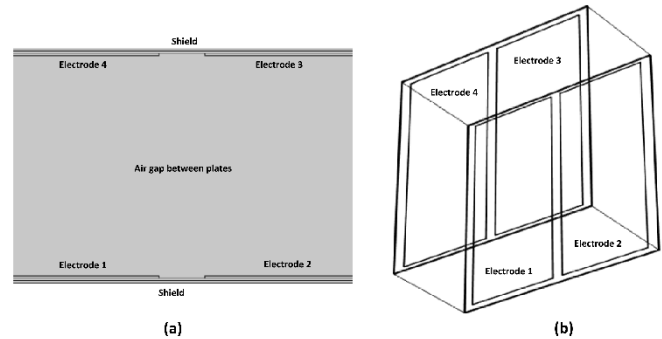 Shield
Electrode 4
Electrode 3
Air gap between plates
Electrode 1
Electrode 2
Shield
(a)
Electrode 3
Electrode 4
Electrode 2
Electrode 1
(b)